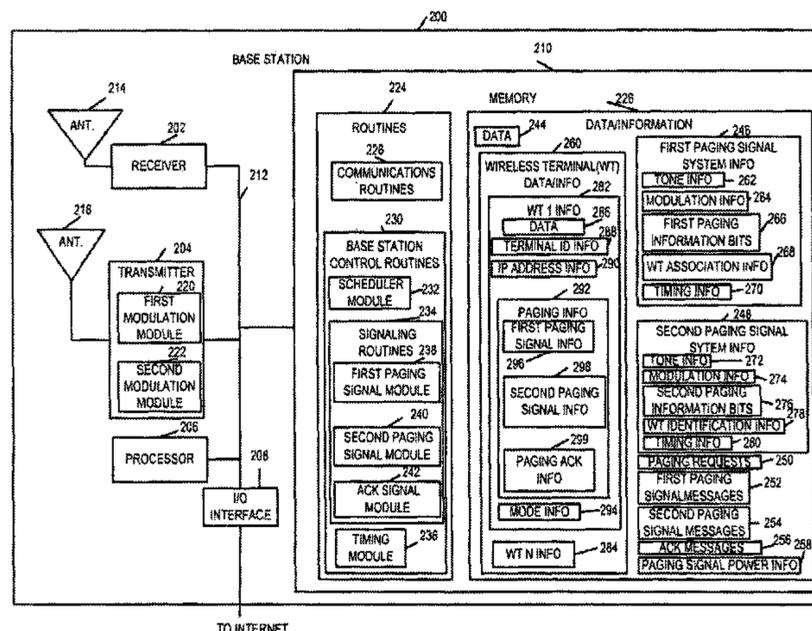 200
BASE STATION
210
214
ANT.
202
RECEIVER
212
216
ANT.
204
TRANSMITTER
220
FIRST
MODULATION
MODULE
222
SECOND
MODULATION
MODULE
206
PROCESSOR
208
I/O
INTERFACE
TO INTERNET
224
ROUTINES
226
COMMUNICATIONS
ROUTINES
230
BASE STATION
CONTROL ROUTINES
SCHEDULER
MODULE
232
234
SIGNALING
ROUTINES
238
FIRST PAGING
SIGNAL MODULE
240
SECOND PAGING
SIGNAL MODULE
242
ACK SIGNAL
MODULE
TIMING
MODULE
236
MEMORY
226
DATA/INFORMATION
DATA
244
260
WIRELESS TERMINAL(WT)
DATA/INFO
282
WT 1 INFO
286
DATA
288
TERMINAL ID INFO
IP ADDRESS INFO
290
292
PAGING INFO
FIRST PAGING
SIGNAL INFO
296
298
SECOND PAGING
SIGNAL INFO
299
PAGING ACK
INFO
MODE INFO
294
WT N INFO
284
246
FIRST PAGING SIGNAL
SYSTEM INFO
TONE INFO
262
MODULATION INFO
264
FIRST PAGING
INFORMATION BITS
266
268
WT ASSOCIATION INFO
TIMING INFO
270
248
SECOND PAGING SIGNAL
SYTEM INFO
TONE INFO
272
MODULATION INFO
274
SECOND PAGING
INFORMATION BITS
276
WT IDENTIFICATION INFO
278
TIMING INFO
280
PAGING REQUESTS
250
FIRST PAGING
SIGNALMESSAGES
252
SECOND PAGING
SIGNAL MESSAGES
254
ACK MESSAGES
256
PAGING SIGNAL POWER INFO
258